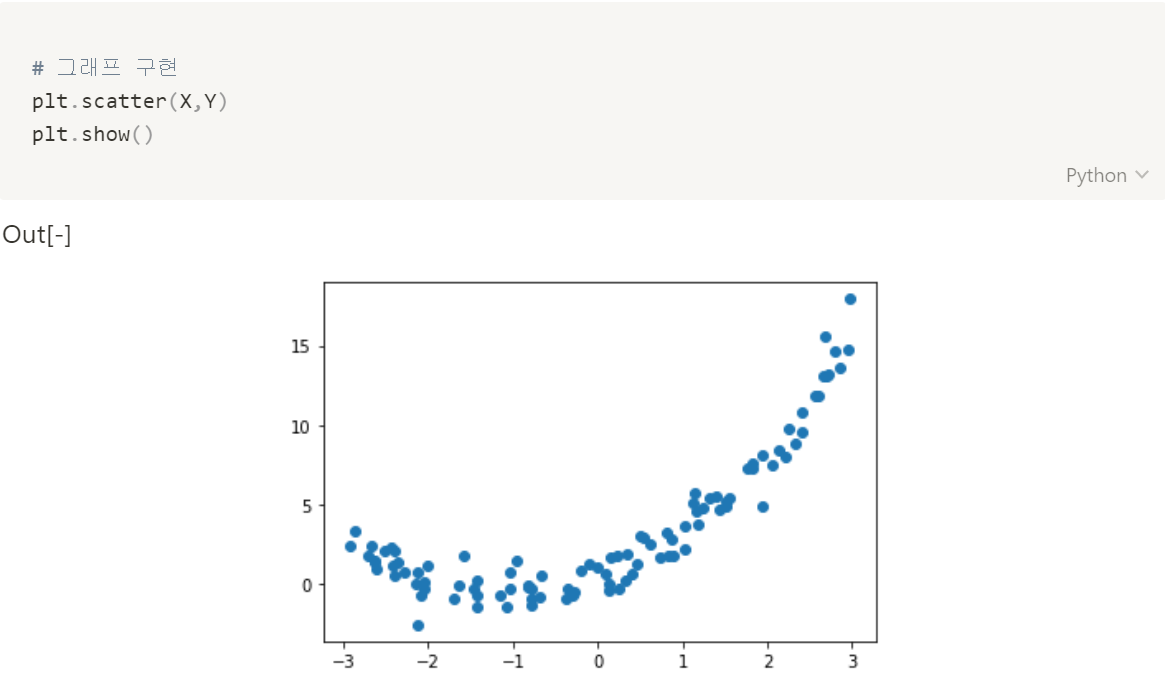 # 그래프 구현
plt.scatter(X,Y)
plt.show()
Python
Out[-]
15
10
5
0
−3 −2 −1 0 1 2 3